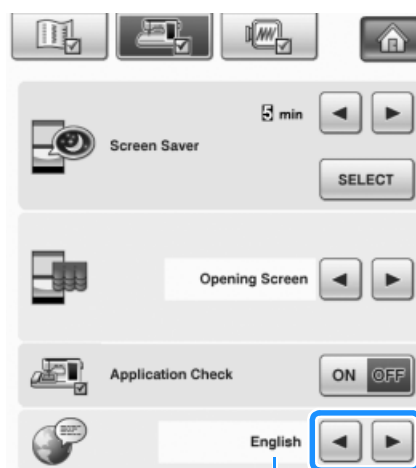 5 min
Screen Saver
SELECT
Opening Screen
Application Check
ON OFF
English